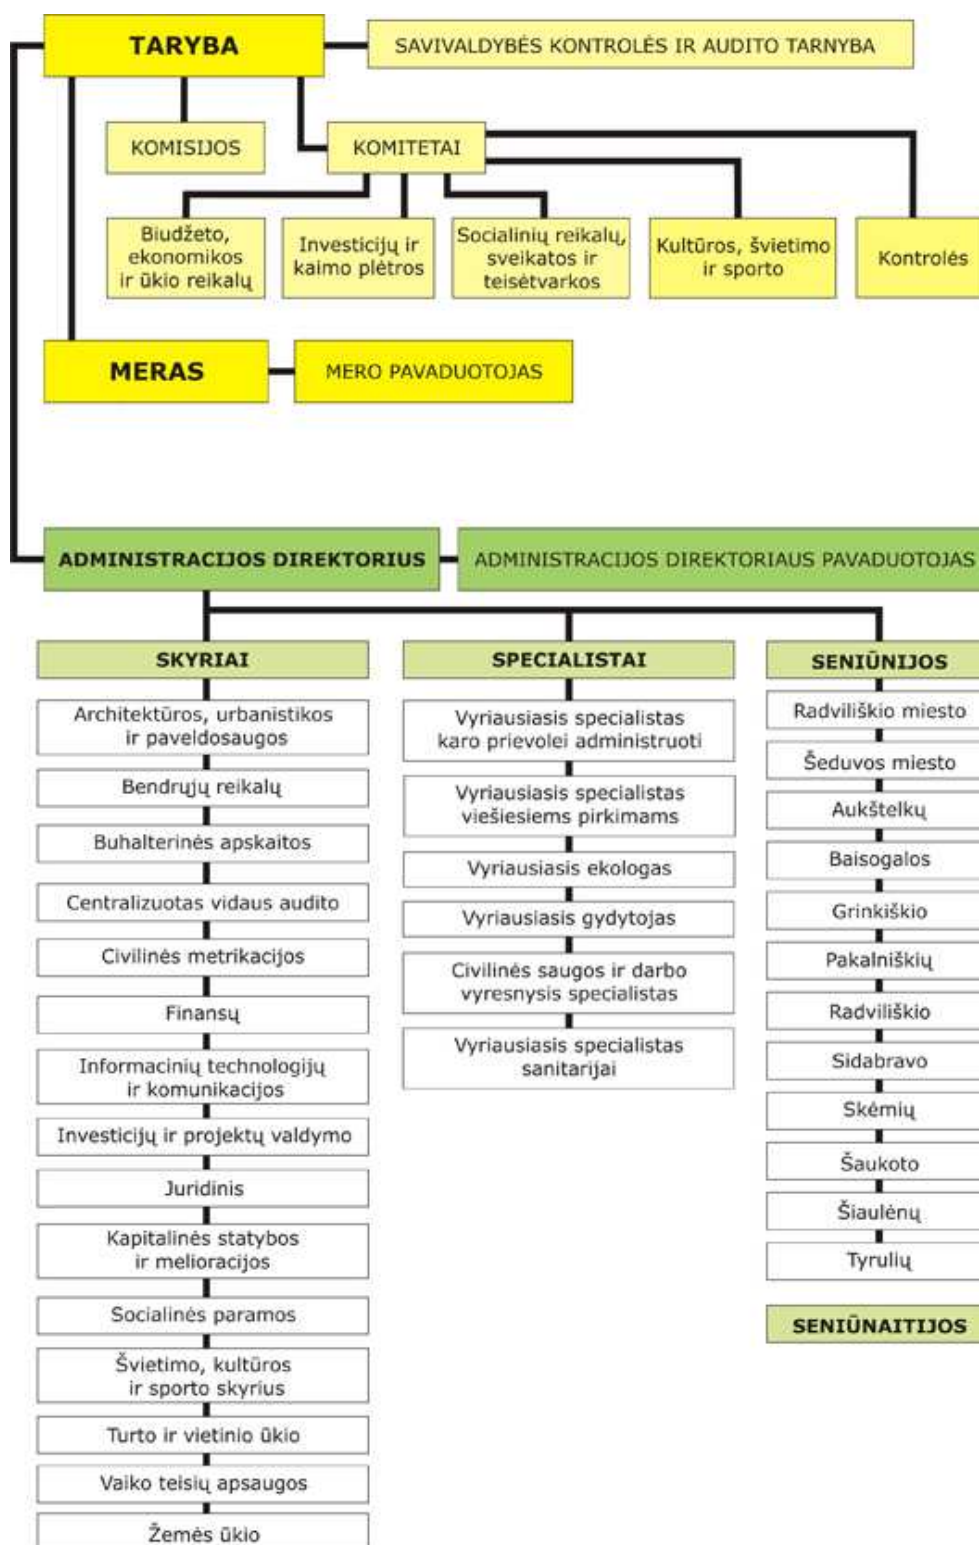 TARYBA
SAVIVALDYBĖS KONTROLĖS IR AUDITO TARNYBA
KOMISIJOS
KOMITETAI
Biudžeto,
ekonomikos
ir ūkio reikalų
Investicijų ir
kaimo plėtros
Socialinių reikalų,
sveikatos ir
teisėtvarkos
Kultūros, švietimo
ir sporto
Kontrolės
MERAS
MERO PAVADUOTOJAS
ADMINISTRACIJOS DIREKTORIUS
ADMINISTRACIJOS DIREKTORIAUS PAVADUOTOJAS
SKYRIAI
Architektūros, urbanistikos
ir paveldosaugos
Bendrųjų reikalų
Buhalterinės apskaitos
Centralizuotas vidaus audito
Civilinės metrikacijos
Finansų
Informacinių technologijų
ir komunikacijos
Investicijų ir projektų valdymo
Juridinis
Kapitalinės statybos
ir melioracijos
Socialinės paramos
Švietimo, kultūros
ir sporto skyrius
Turto ir vietinio ūkio
Vaiko teisių apsaugos
Žemės ūkio
SPECIALISTAI
Vyriausiasis specialistas
karo prievolei administruoti
Vyriausiasis specialistas
viešiesiems pirkimams
Vyriausiasis ekologas
Vyriausiasis gydytojas
Civilinės saugos ir darbo
vyresnysis specialistas
Vyriausiasis specialistas
sanitarijai
SENIŪNIJOS
Radviliškio miesto
Šeduvos miesto
Aukštelkų
Baisogalos
Grinkiškio
Pakalniškių
Radviliškio
Sidabravo
Skėmių
Šaukoto
Šiaulėnų
Tyrulių
SENIŪNAITIJOS